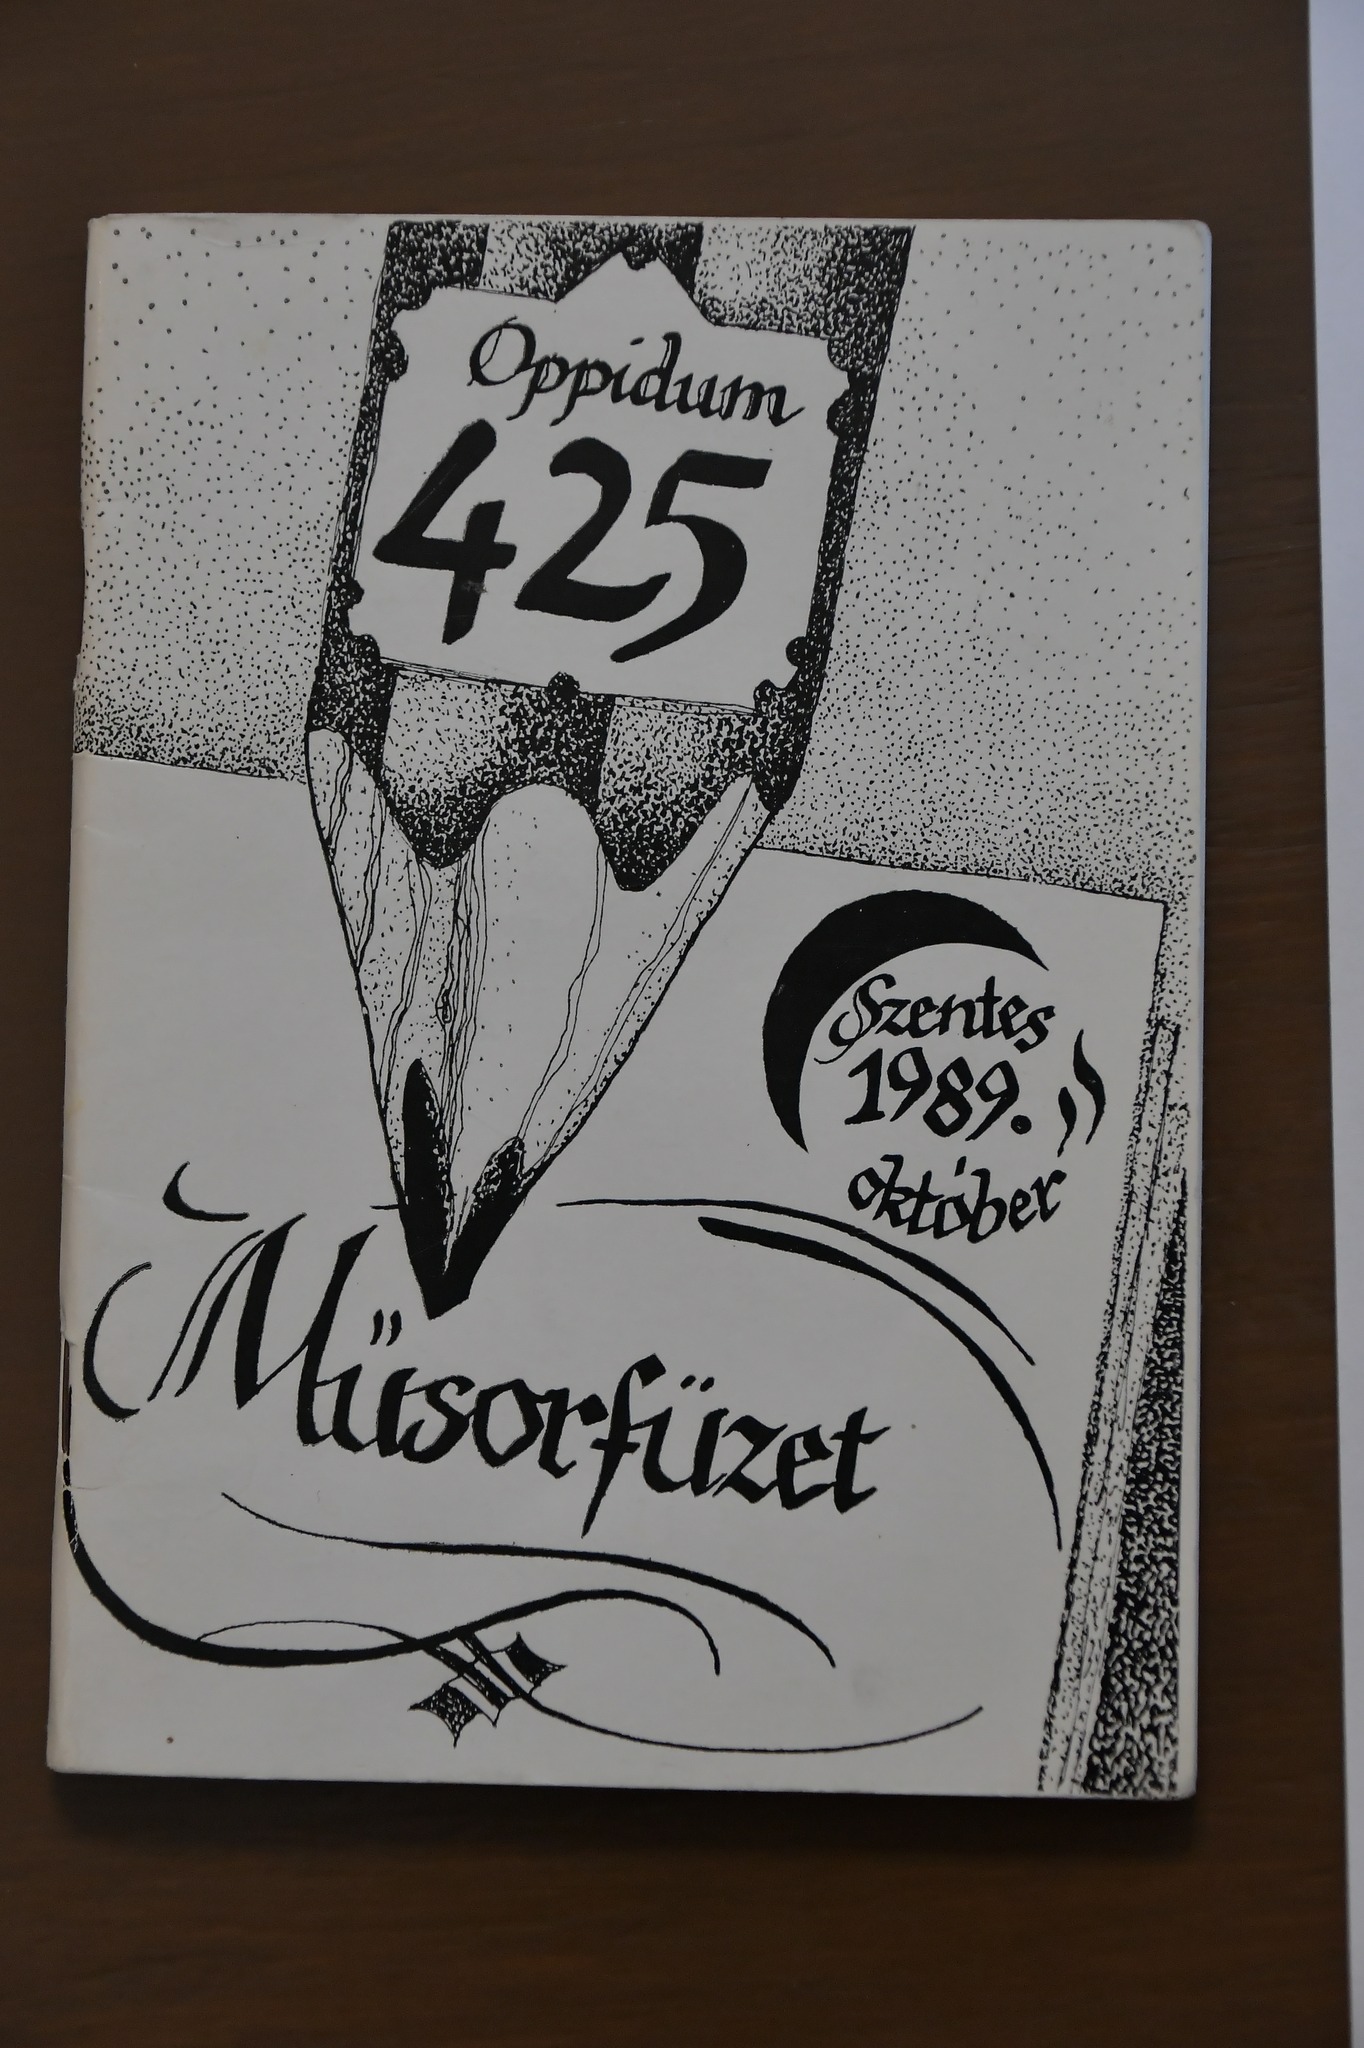 Oppidum
425
Szentes
1989.
október
Műsorfüzet